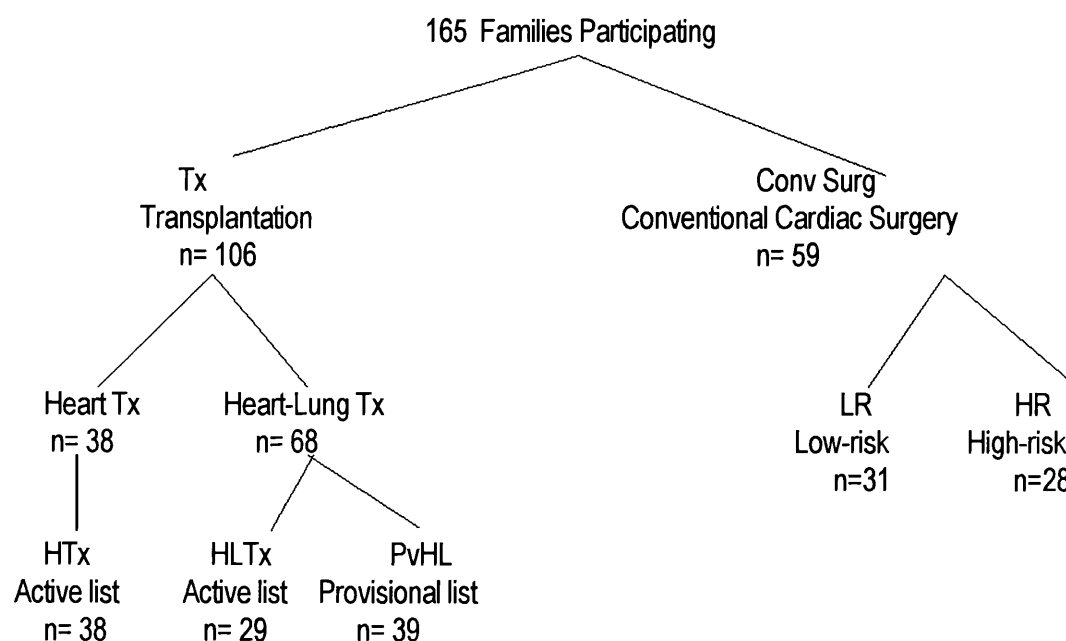 165 Families Participating
Tx
Transplantation
n= 106
Conv Surg
Conventional Cardiac Surgery
n= 59
Heart Tx
n= 38
Heart-Lung Tx
n= 68
LR
Low-risk
n=31
HR
High-risk
n=28
HTx
Active list
n= 38
HLTx
Active list
n= 29
PvHL
Provisional list
n= 39